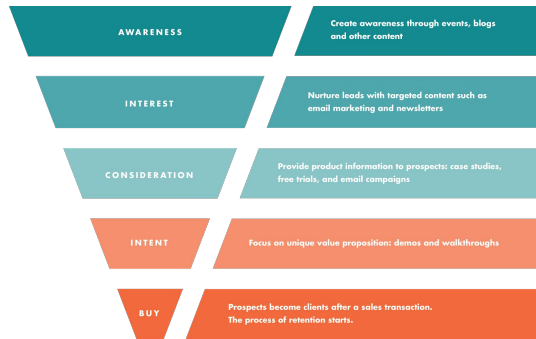 AWARENESS
Create awareness through events, blogs
and other content
INTEREST
Nurture leads with targeted content such as
email marketing and newsletters
CONSIDERATION
Provide product information to prospects: case studies,
free trials, and email campaigns
INTENT
Focus on unique value proposition: demos and walkthroughs
BUY
Prospects become clients after a sales transaction.
The process of retention starts.